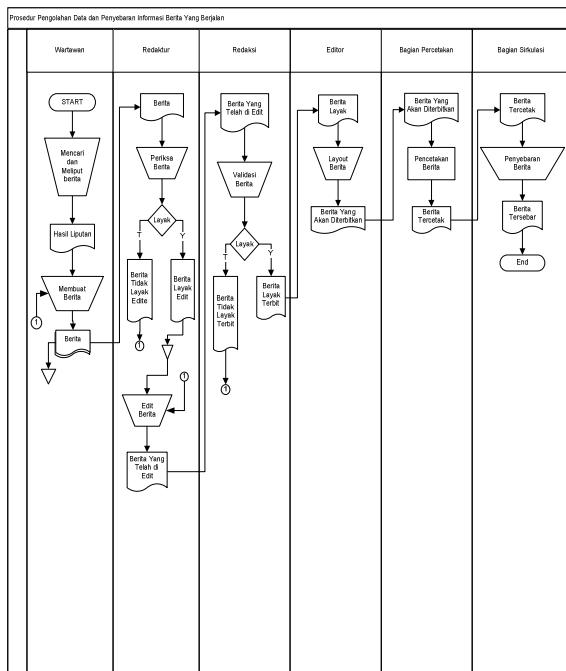 Prosedur Pengolahan Data dan Penyebaran Informasi Berita Yang Berjalan
Wartawan
Redaktur
Redaksi
Editor
Bagian Percetakan
Bagian Sirkulasi
START
Mencari
dan
Meliput
berita
Hasil Liputan
Membuat
Berita
1
Berita
Berita
Periksa
Berita
Layak
T
Y
Berita
Tidak
Layak
Edite
Berita
Layak
Edit
1
1
Edit
Berita
Berita Yang
Telah di
Edit
Berita Yang
Telah di Edit
Validasi
Berita
Layak
T
Y
Berita
Tidak
Layak
Terbit
Berita
Layak
Terbit
1
Berita
Layak
Layout
Berita
Berita Yang
Akan Diterbitkan
Berita Yang
Akan Diterbitkan
Pencetakan
Berita
Berita
Tercetak
Berita
Tercetak
Penyebaran
Berita
Berita
Tersebar
End